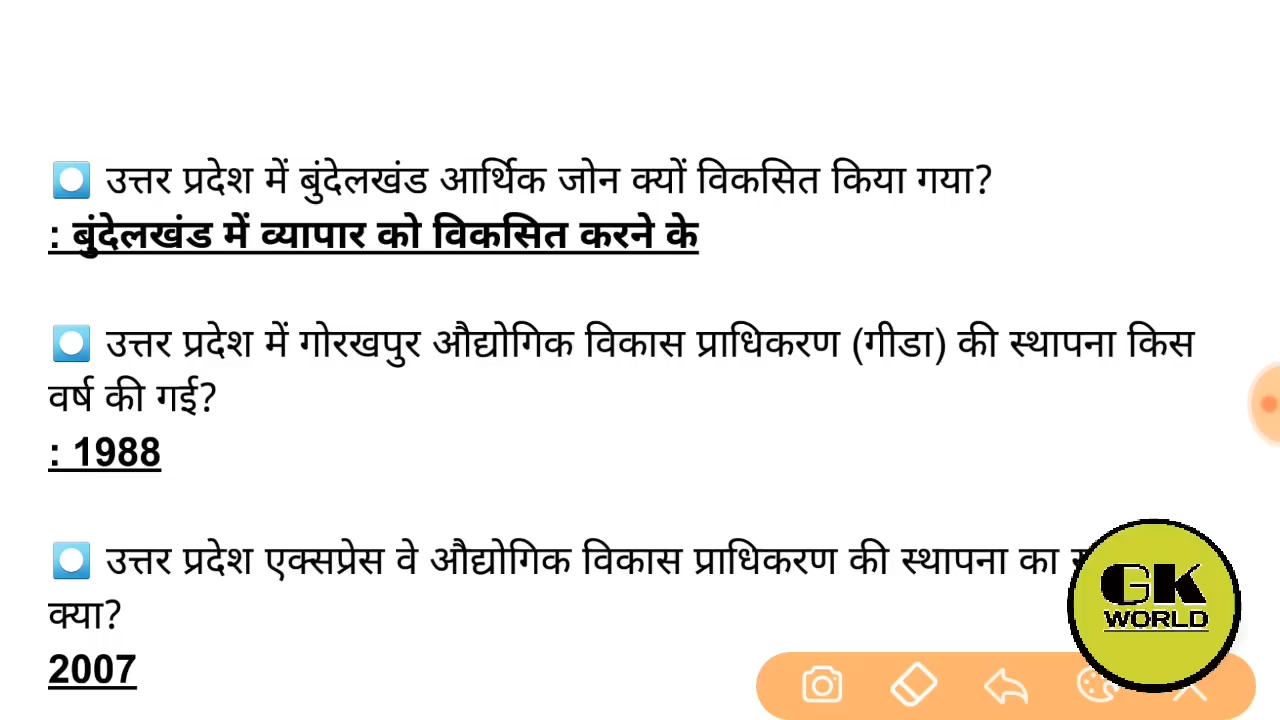 उत्तर प्रदेश में बुंदेलखंड आर्थिक जोन क्यों विकसित किया गया?
: बुंदेलखंड में व्यापार को विकसित करने के
उत्तर प्रदेश में गोरखपुर औद्योगिक विकास प्राधिकरण (गीडा) की स्थापना किस
वर्ष की गई?
: 1988
उत्तर प्रदेश एक्सप्रेस वे औद्योगिक विकास प्राधिकरण की स्थापना का
क्या?
2007
GK
WORLD